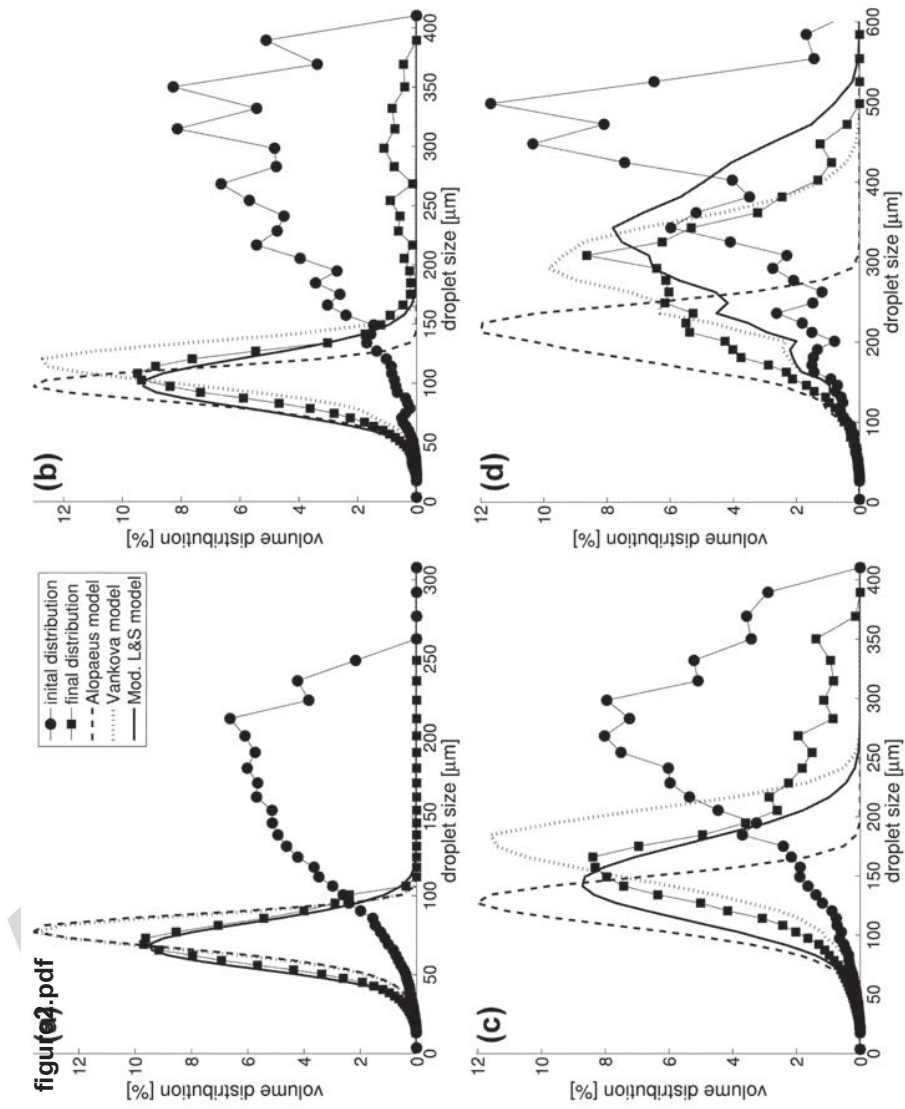 figure2.pdf
(a)
inital distribution
final distribution
Alopaeus model
Vankova model
Mod. L&S model
volume distribution [%]
0 2 4 6 8 10 12
0 50 100 150 200 250 300
droplet size [μm]
(b)
volume distribution [%]
0 2 4 6 8 10 12
0 50 100 150 200 250 300 350 400
droplet size [μm]
(c)
volume distribution [%]
0 2 4 6 8 10 12
0 50 100 150 200 250 300 350 400
droplet size [μm]
(d)
volume distribution [%]
0 2 4 6 8 10 12
0 100 200 300 400 500 600
droplet size [μm]